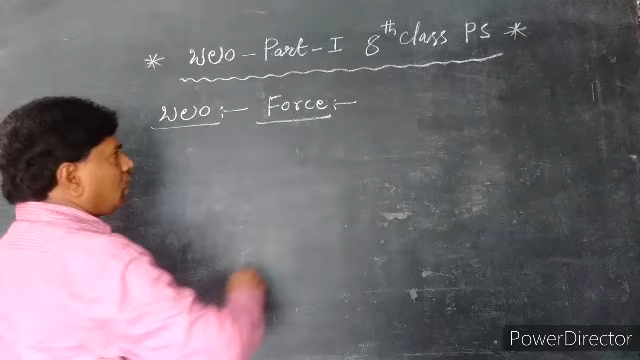 * బలం - Part - I 8th class PS *
బలం :- Force :-
PowerDirector